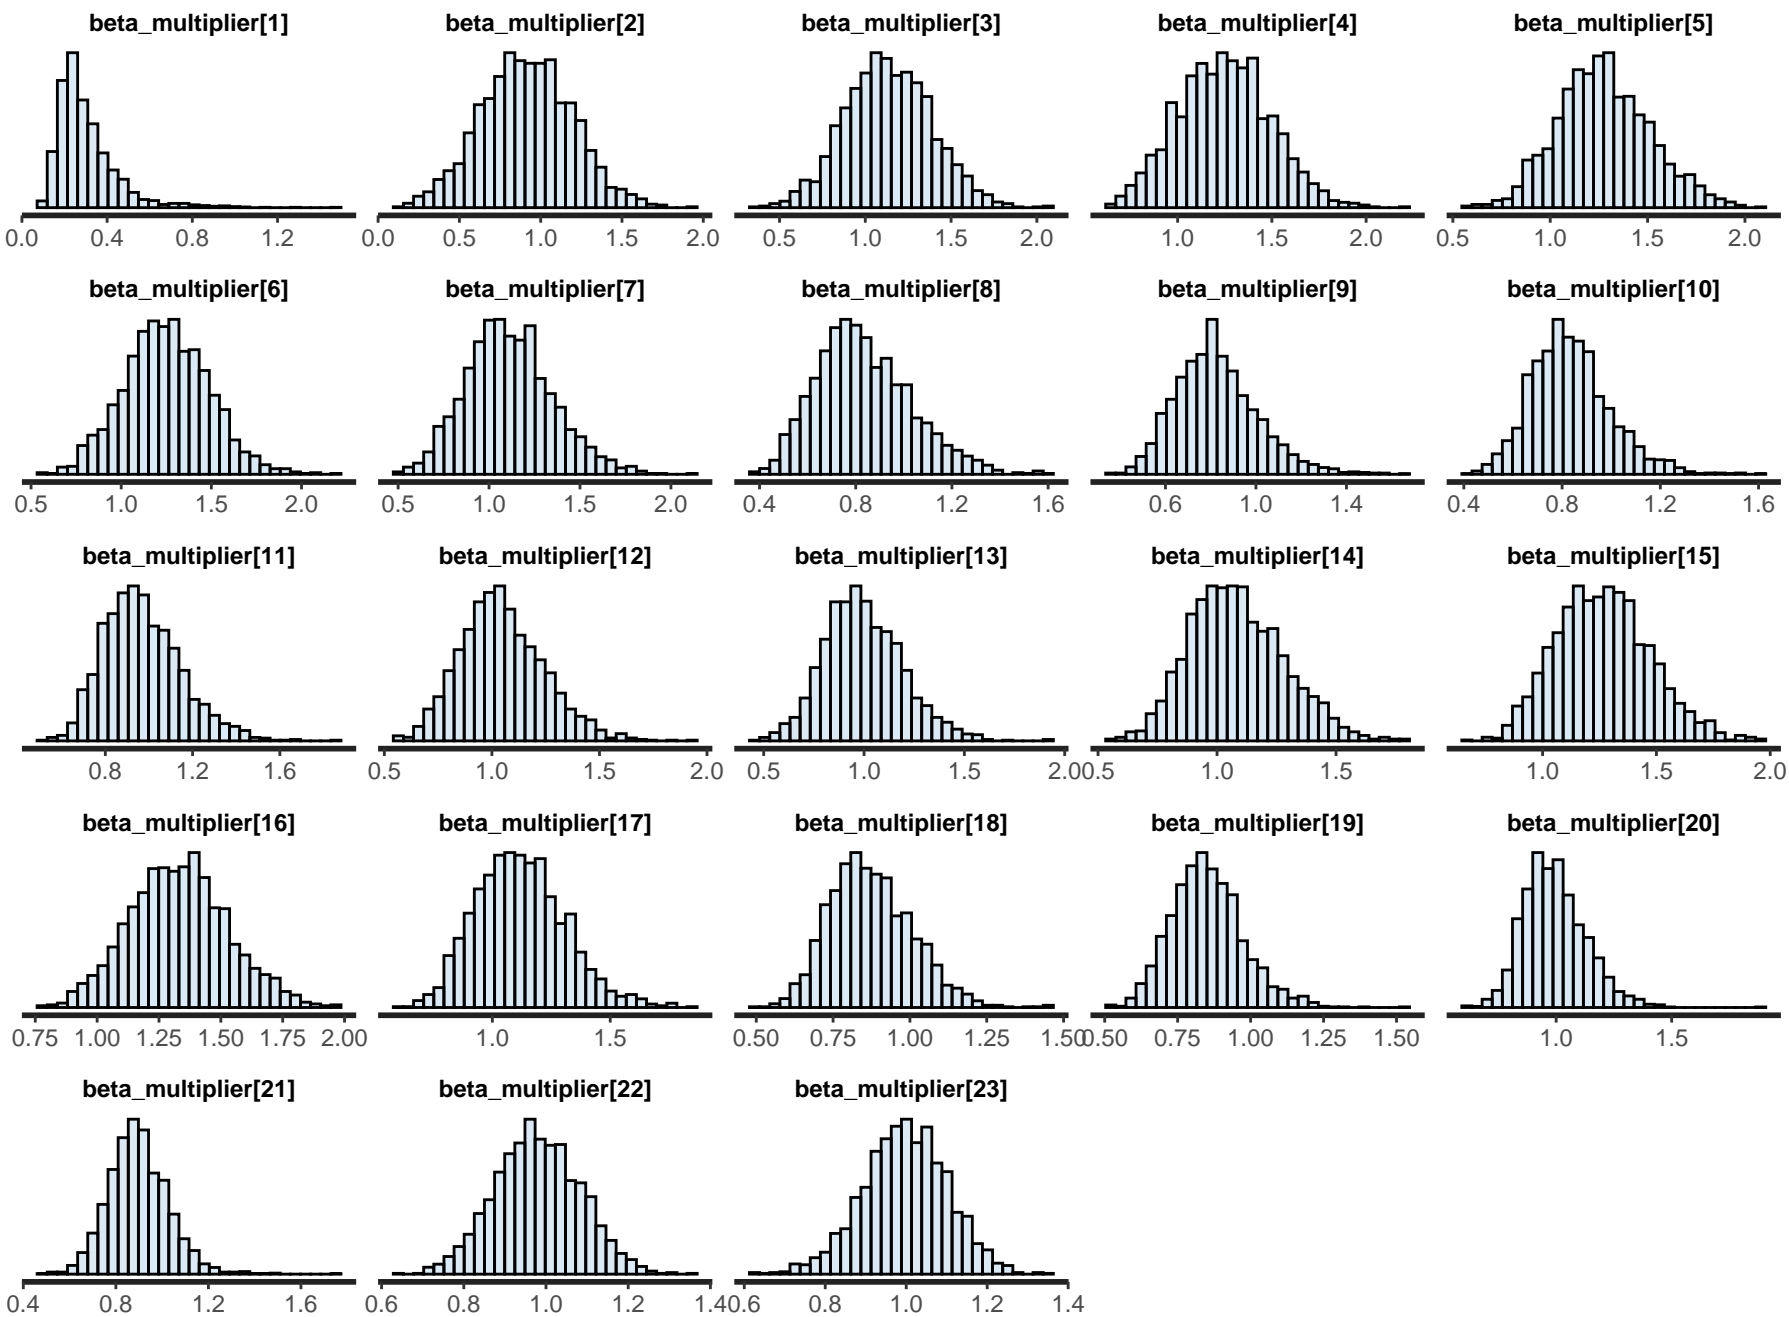 beta_multiplier[1] beta_multiplier[2] beta_multiplier[3] beta_multiplier[4] beta_multiplier[5]
0.0 0.4 0.8 1.2 0.0 0.5 1.0 1.5 2.0 0.5 1.0 1.5 2.0 1.0 1.5 2.0 0.5 1.0 1.5 2.0
beta_multiplier[6] beta_multiplier[7] beta_multiplier[8] beta_multiplier[9] beta_multiplier[10]
0.5 1.0 1.5 2.0 0.5 1.0 1.5 2.0 0.4 0.8 1.2 1.6 0.6 1.0 1.4 0.4 0.8 1.2 1.6
beta_multiplier[11] beta_multiplier[12] beta_multiplier[13] beta_multiplier[14] beta_multiplier[15]
0.8 1.2 1.6 0.5 1.0 1.5 2.0 0.5 1.0 1.5 2.0 0.5 1.0 1.5 1.0 1.5 2.0
beta_multiplier[16] beta_multiplier[17] beta_multiplier[18] beta_multiplier[19] beta_multiplier[20]
0.75 1.00 1.25 1.50 1.75 2.00 1.0 1.5 0.50 0.75 1.00 1.25 1.50 0.50 0.75 1.00 1.25 1.50 1.0 1.5
beta_multiplier[21] beta_multiplier[22] beta_multiplier[23]
0.4 0.8 1.2 1.6 0.6 0.8 1.0 1.2 1.4 0.6 0.8 1.0 1.2 1.4